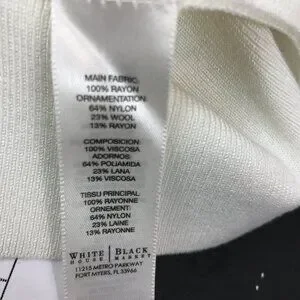 MAIN FABRIC:
100% RAYON
ORNAMENTATION:
64% NYLON
23% WOOL
13% RAYON
COMPOSICION:
100% VISCOSA
ADORNOS:
64% POLIAMIDA
23% LANA
13% VISCOSA
TISSU PRINCIPAL:
100% RAYONNE
ORNEMENT:
64% NYLON
23% LAINE
13% RAYONNE
WHITE | BLACK
HOUSE | MARKET
11215 METRO PARKWAY
FORT MYERS, FL 33966